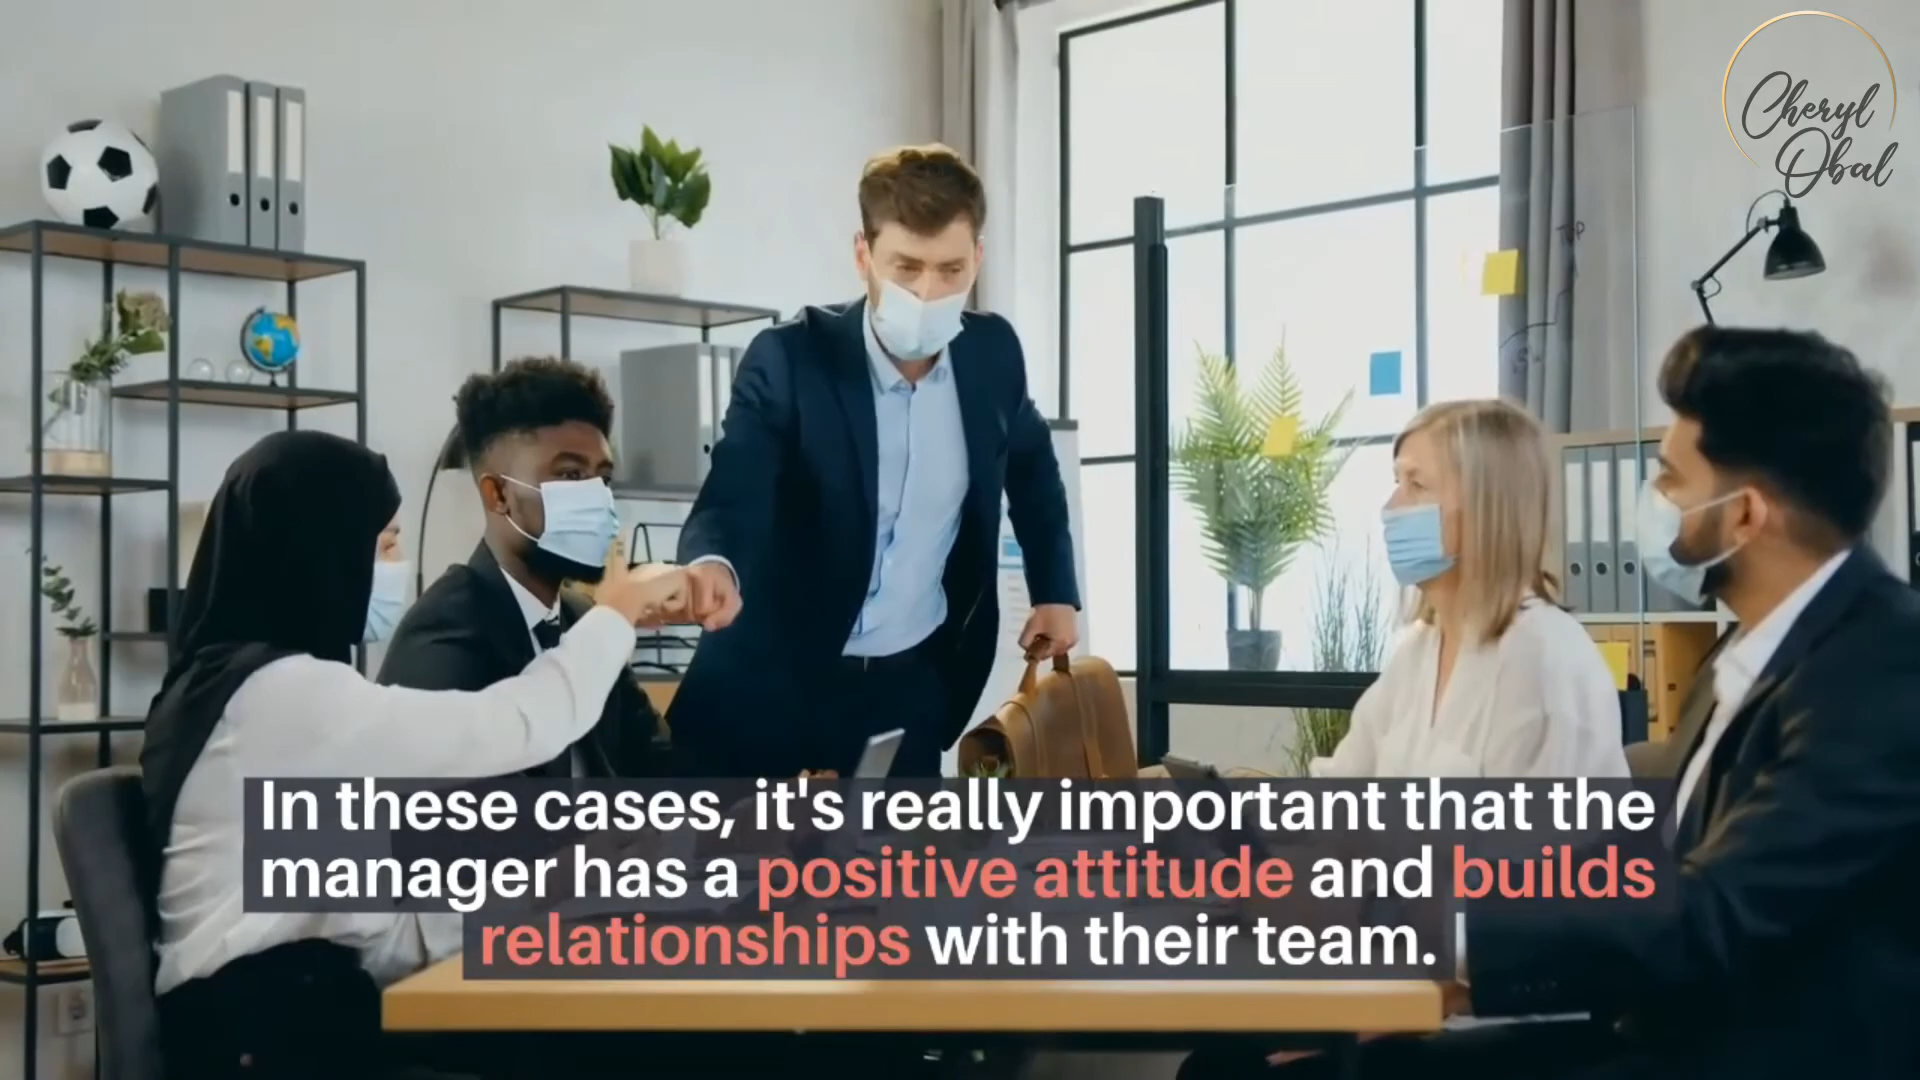 Cheryl
Obal
TOP
In these cases, it's really important that the
manager has a positive attitude and builds
relationships with their team.